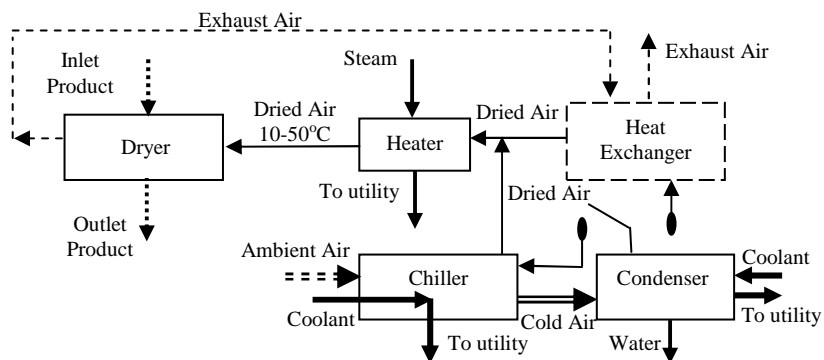 Exhaust Air
Inlet
Product
Steam
Exhaust Air
Dried Air
10-50°C
Dried Air
Dryer
Heater
Heat
Exchanger
To utility
Dried Air
Outlet
Product
Ambient Air
Chiller
Condenser
Coolant
Coolant
Cold Air
To utility
To utility
Water